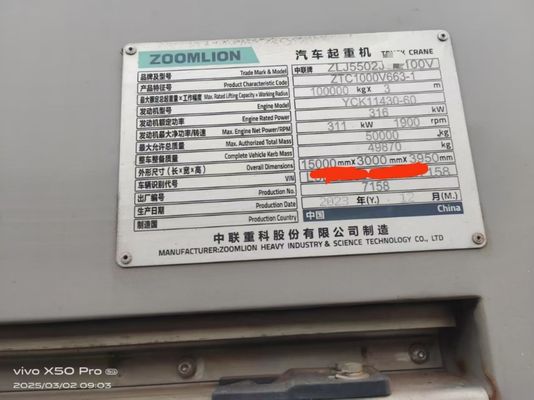 ZOOMLION 汽车起重机 TRUCK CRANE
品牌及型号 Trade Mark & Model 中联牌 ZLJ5502J 100V
产品特征号 Product Characteristic Code ZTC1000V663-1
最大额定总起重量×工作幅度 Max. Rated Lifting Capacity × Working Radius 100000 kg× 3 m
发动机型号 Engine Model YCK11430-60
发动机额定功率 Engine Rated Power 316 kW
发动机最大净功率/转速 Max. Engine Net Power/RPM 311 kW 1900 rpm
最大允许总质量 Max. Authorized Total Mass 50000 kg
整车整备质量 Complete Vehicle Kerb Mass 49870 kg
外形尺寸(长×宽×高) Overall Dimensions 15000mm× 3000 mm× 3950mm
车辆识别代号 VIN 158
出厂编号 Production No. 7158
生产日期 Production Date 2023 年(Y.) 12 月(M.)
制造国 Production Country 中国 China
中联重科股份有限公司制造
MANUFACTURER:ZOOMLION HEAVY INDUSTRY & SCIENCE TECHNOLOGY CO., LTD
vivo X50 Pro 5G
2025/03/02 09:03